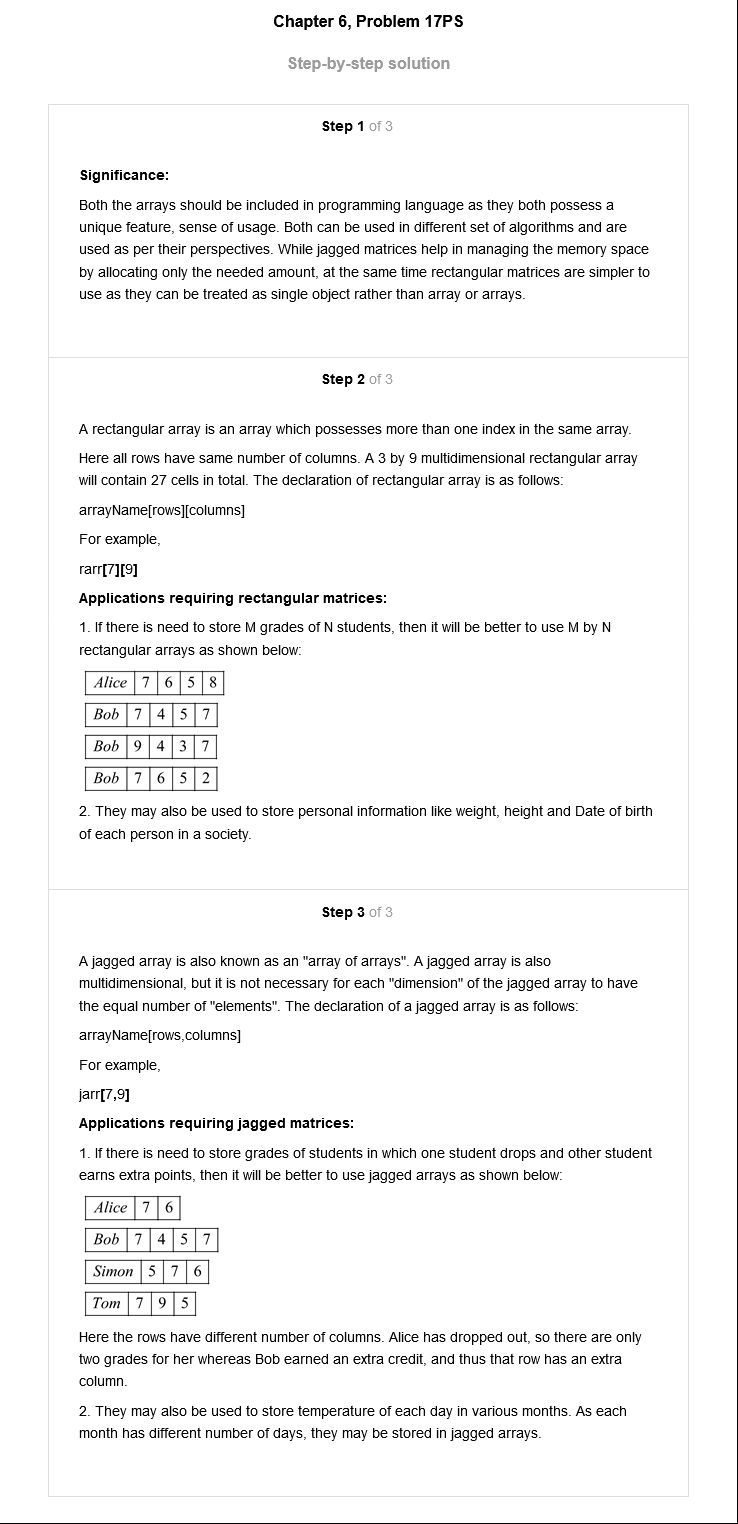 Chapter 6, Problem 17PS
Step-by-step solution
Step 1 of 3
Significance:
Both the arrays should be included in programming language as they both possess a
unique feature, sense of usage. Both can be used in different set of algorithms and are
used as per their perspectives. While jagged matrices help in managing the memory space
by allocating only the needed amount, at the same time rectangular matrices are simpler to
use as they can be treated as single object rather than array or arrays.
Step 2 of 3
A rectangular array is an array which possesses more than one index in the same array.
Here all rows have same number of columns. A 3 by 9 multidimensional rectangular array
will contain 27 cells in total. The declaration of rectangular array is as follows:
arrayName[rows][columns]
For example,
rarr[7][9]
Applications requiring rectangular matrices:
1. If there is need to store M grades of N students, then it will be better to use M by N
rectangular arrays as shown below:
Alice 7 6 5 8
Bob 7 4 5 7
Bob 9 4 3 7
Bob 7 6 5 2
2. They may also be used to store personal information like weight, height and Date of birth
of each person in a society.
Step 3 of 3
A jagged array is also known as an "array of arrays". A jagged array is also
multidimensional, but it is not necessary for each "dimension" of the jagged array to have
the equal number of "elements". The declaration of a jagged array is as follows:
arrayName[rows,columns]
For example,
jarr[7,9]
Applications requiring jagged matrices:
1. If there is need to store grades of students in which one student drops and other student
earns extra points, then it will be better to use jagged arrays as shown below:
Alice 7 6
Bob 7 4 5 7
Simon 5 7 6
Tom 7 9 5
Here the rows have different number of columns. Alice has dropped out, so there are only
two grades for her whereas Bob earned an extra credit, and thus that row has an extra
column.
2. They may also be used to store temperature of each day in various months. As each
month has different number of days, they may be stored in jagged arrays.